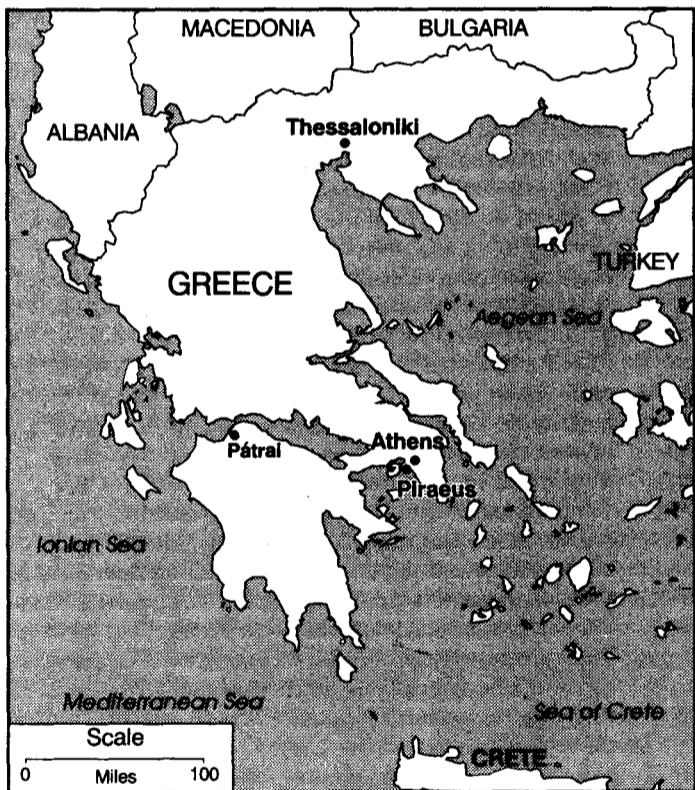 MACEDONIA
BULGARIA
ALBANIA
Thessaloniki
GREECE
TURKEY
Aegean Sea
Pátrai
Athens
Piraeus
Ionian Sea
Mediterranean Sea
Sea of Crete
CRETE
Scale
0 Miles 100